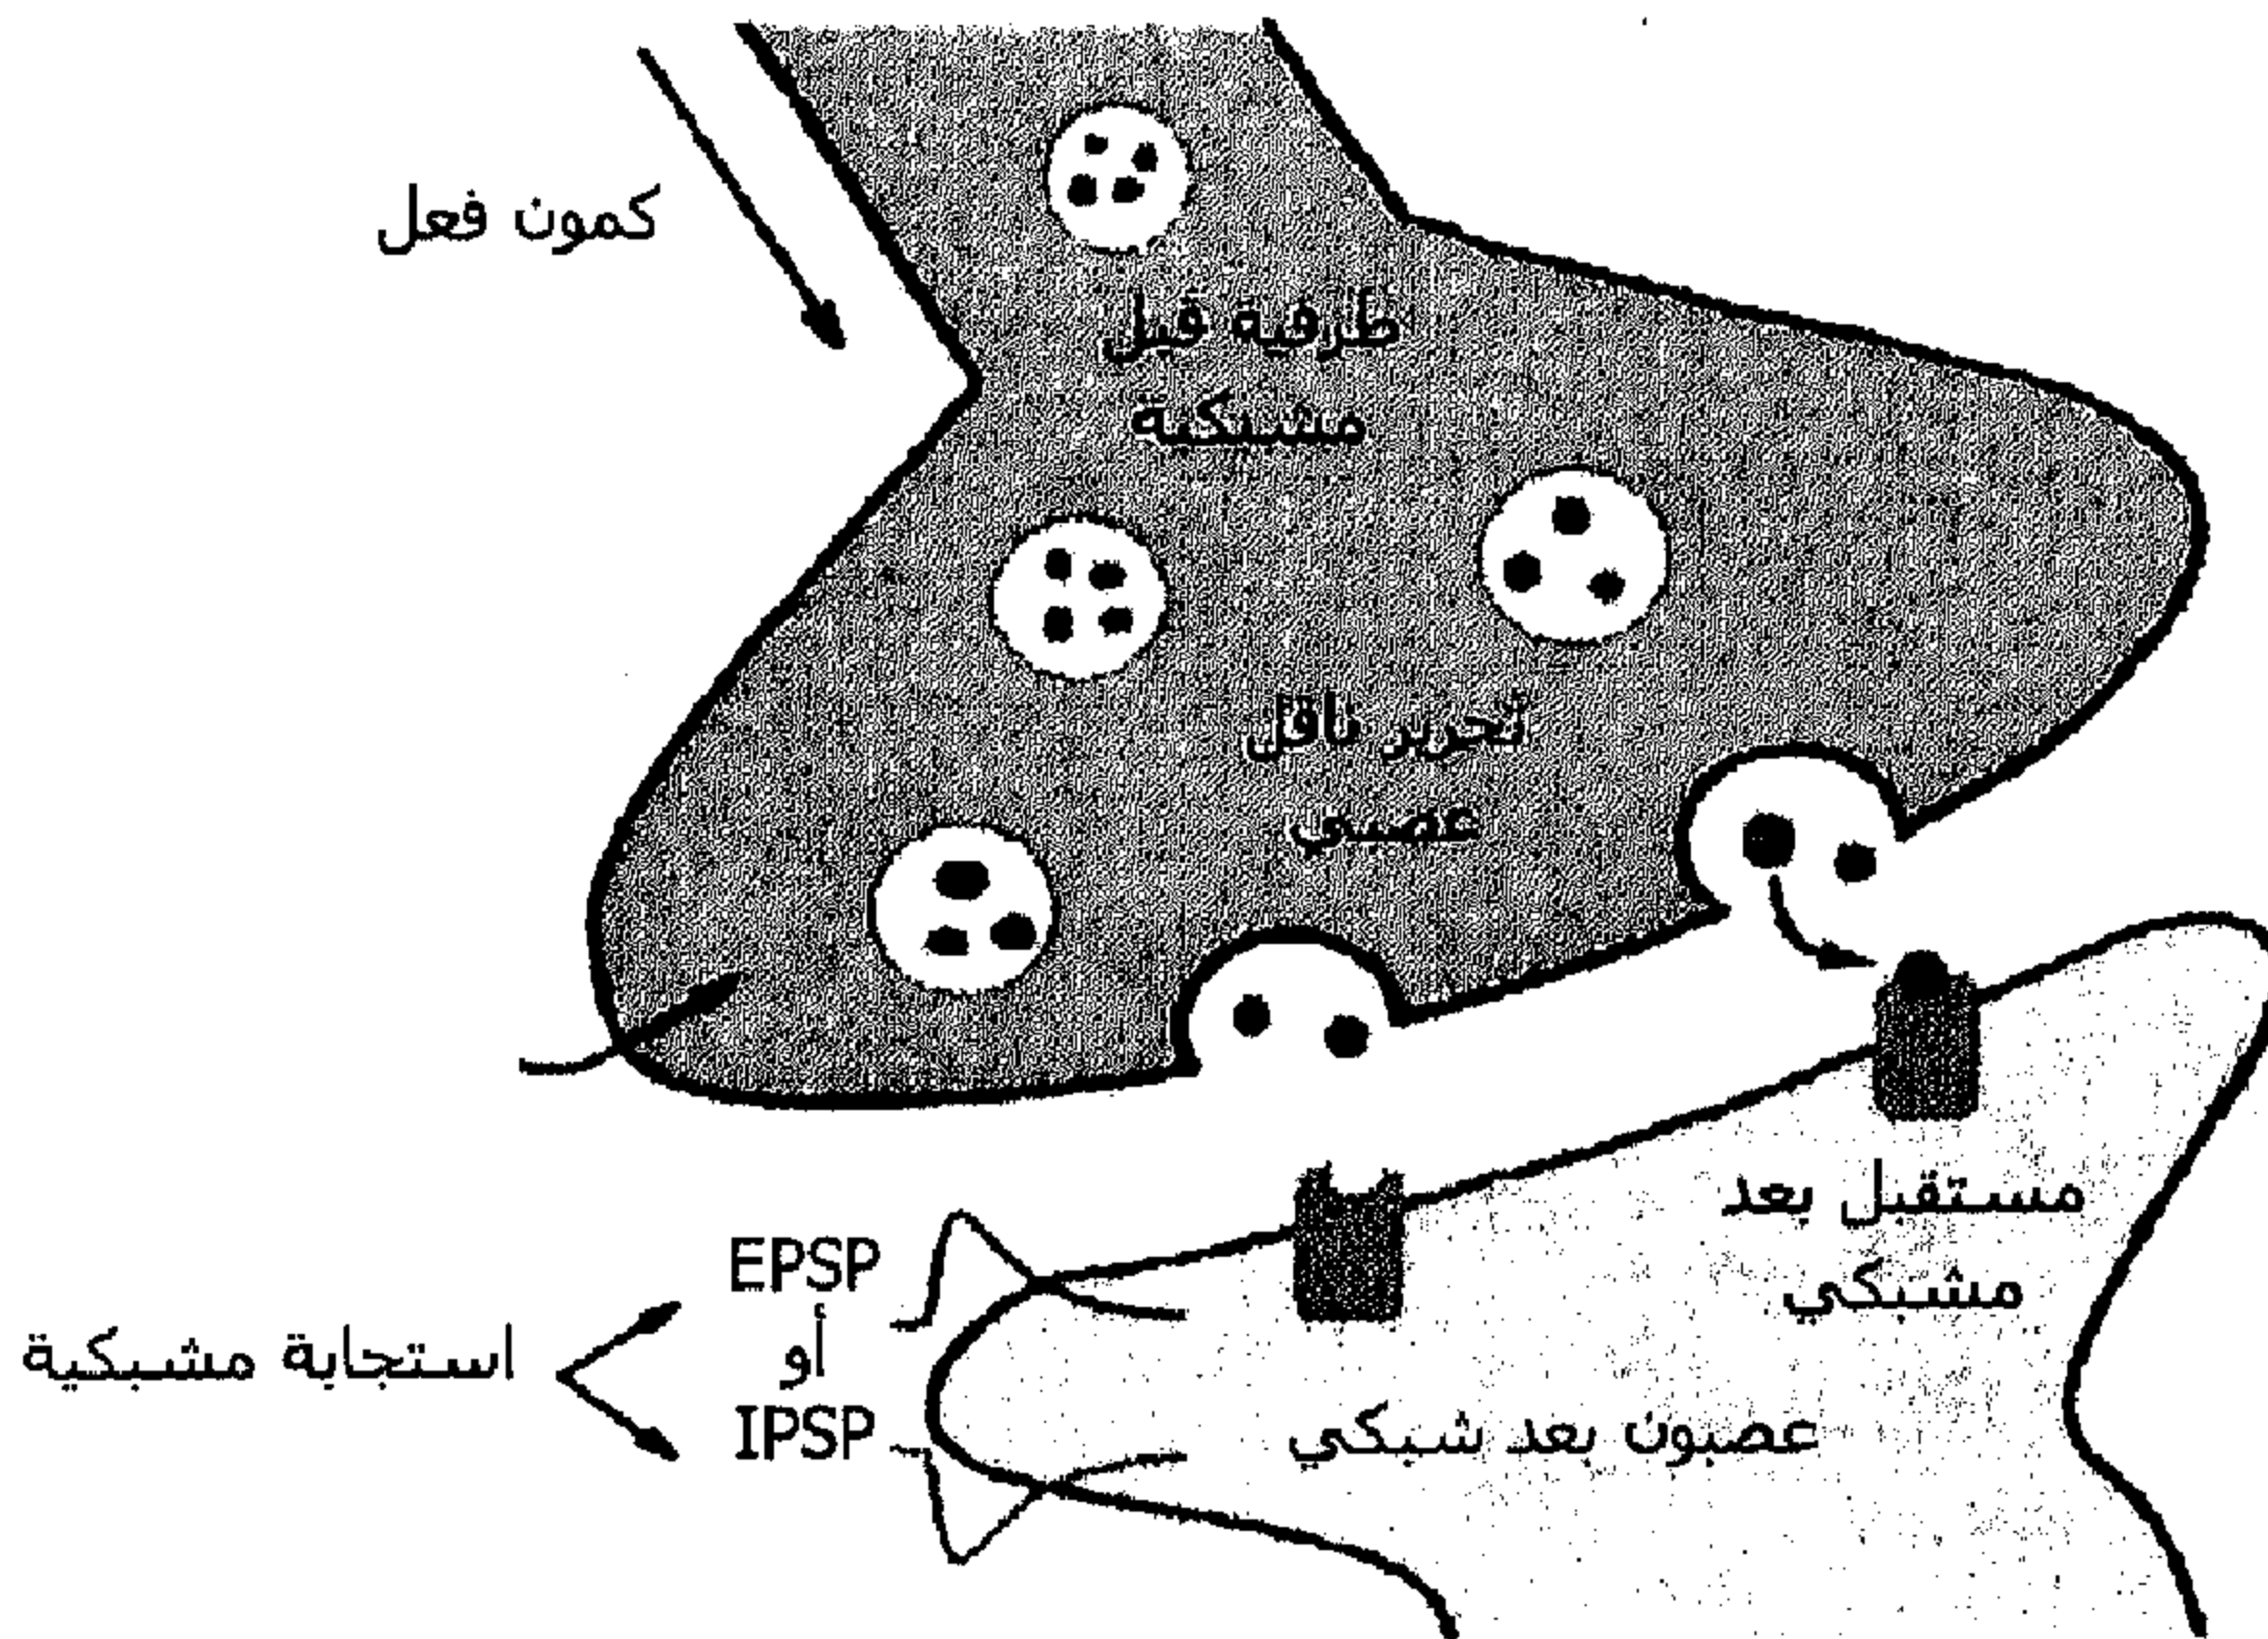 كمون فعل
طرفية قبل
مشبكية
تحرير ناقل
عصبي
مستقبل بعد
مشبكي
EPSP
أو
IPSP
استجابة مشبكية
عصبون بعد شبكي